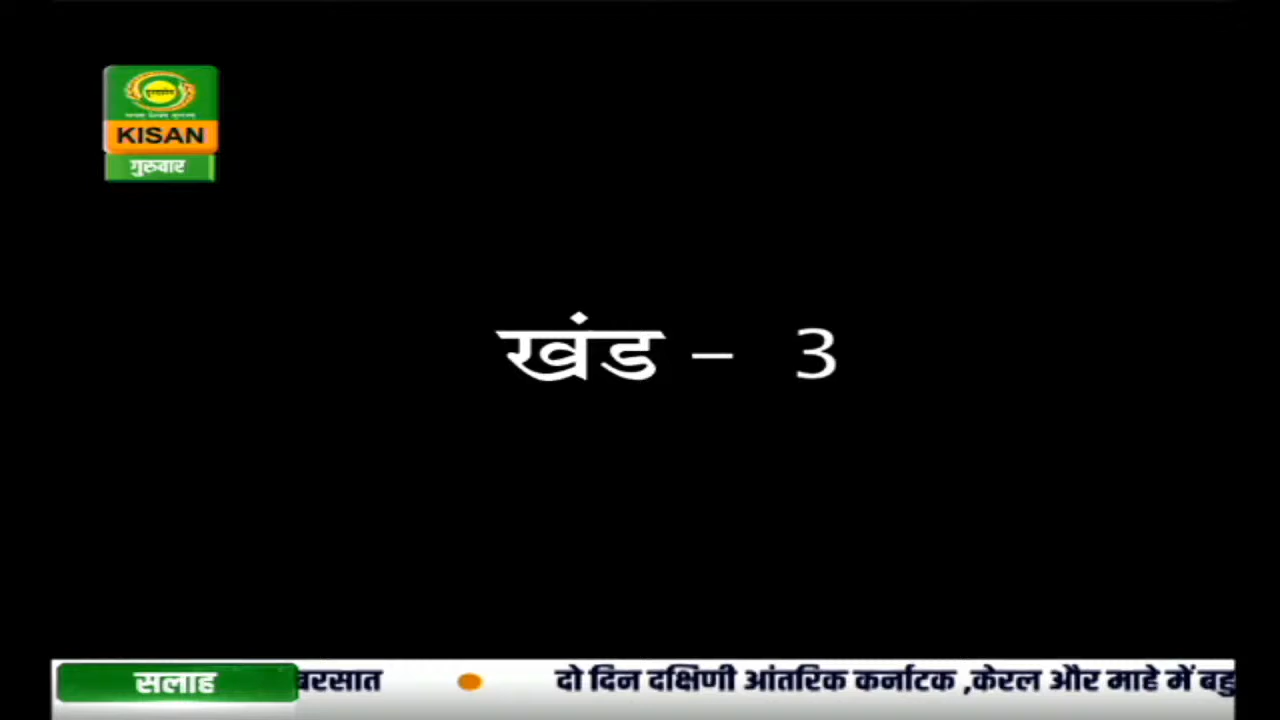 KISAN
गुरुवार
खंड - 3
सलाह
बरसात
दो दिन दक्षिणी आंतरिक कर्नाटक ,केरल और माहे में